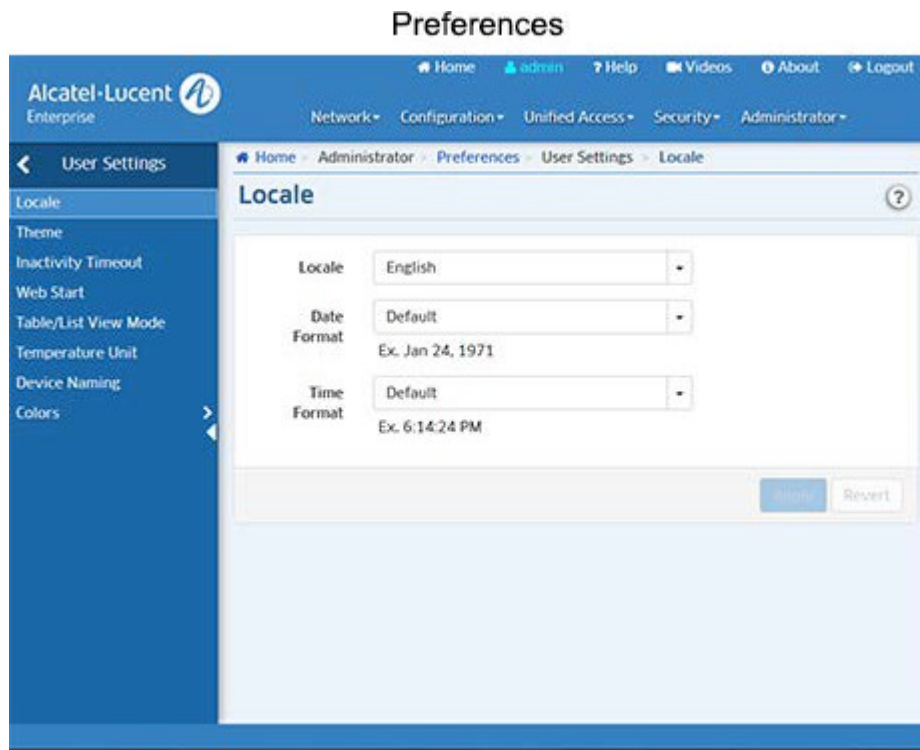 Preferences
Home admin ? Help Videos About Logout
Alcatel·Lucent
Enterprise
Network Configuration Unified Access Security Administrator
User Settings
Home > Administrator > Preferences > User Settings > Locale
Locale
Locale
?
Theme
Inactivity Timeout
Web Start
Table/List View Mode
Temperature Unit
Device Naming
Colors
Locale English
Date Format Default
Ex. Jan 24, 1971
Time Format Default
Ex. 6:14:24 PM
Apply Revert